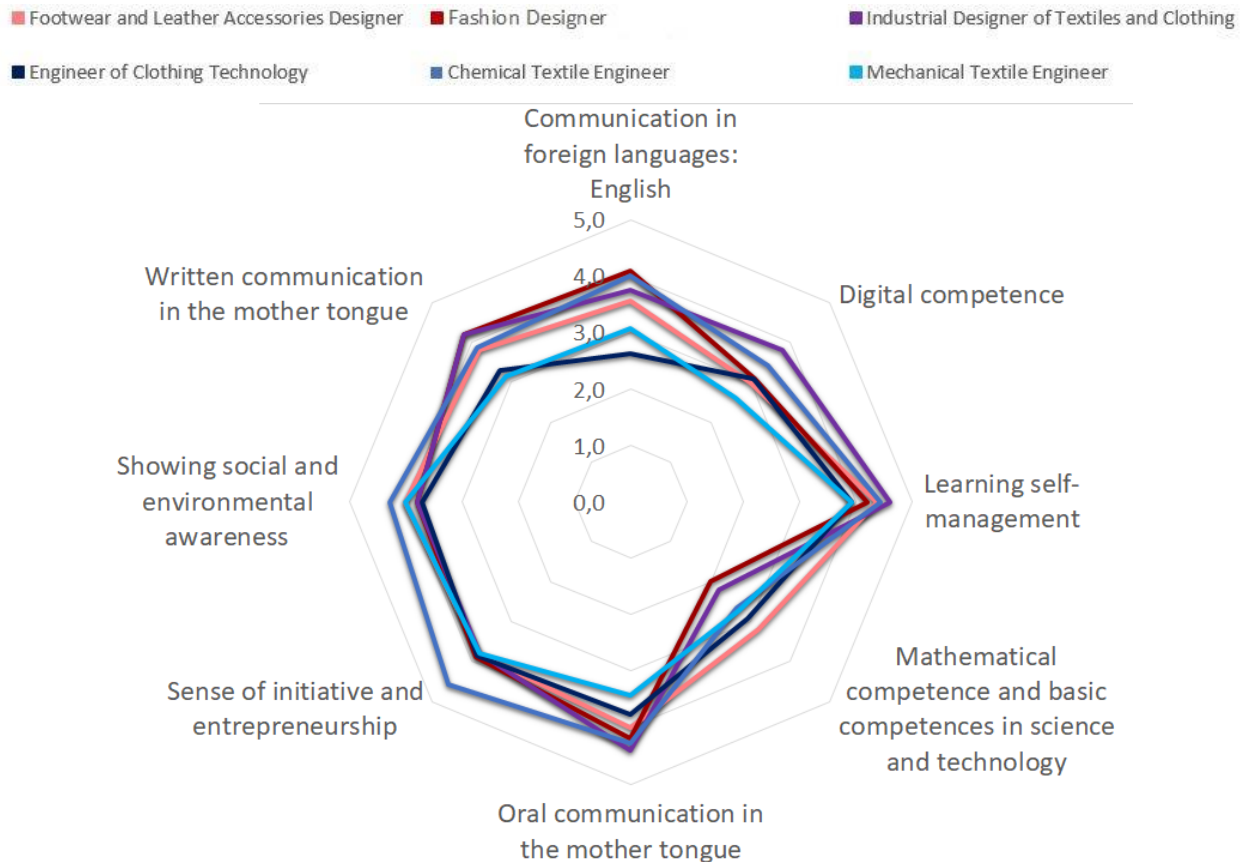 Footwear and Leather Accessories Designer
Fashion Designer
Industrial Designer of Textiles and Clothing
Engineer of Clothing Technology
Chemical Textile Engineer
Mechanical Textile Engineer
Communication in
foreign languages:
English
5,0
4,0
3,0
2,0
1,0
0,0
Digital competence
Learning self-
management
Mathematical
competence and basic
competences in science
and technology
Oral communication in
the mother tongue
Sense of initiative and
entrepreneurship
Showing social and
environmental
awareness
Written communication
in the mother tongue